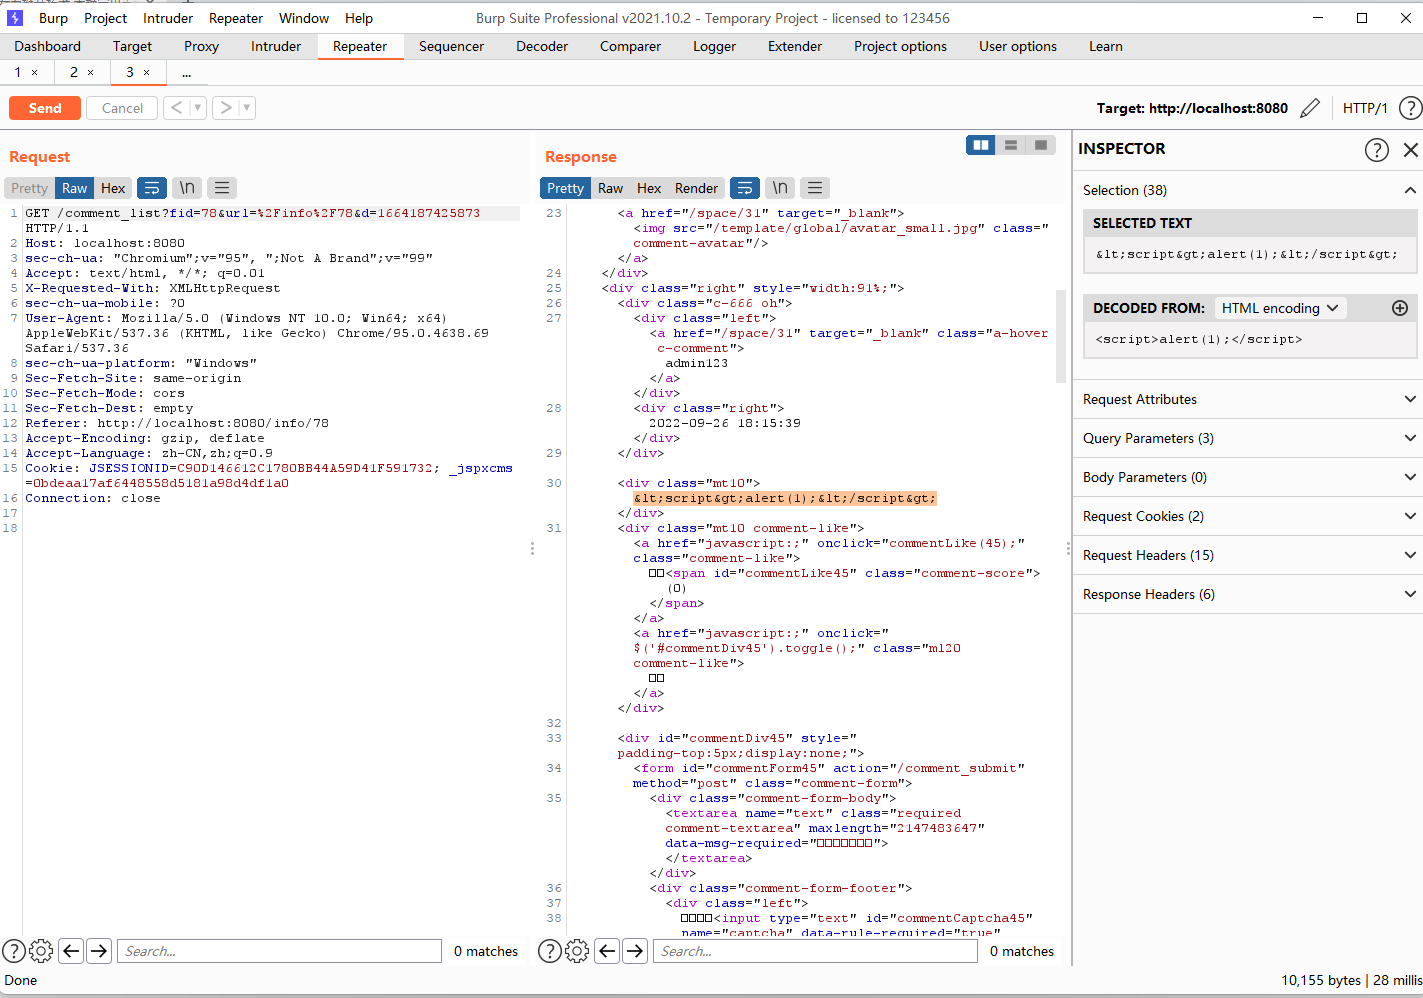 Burp Project Intruder Repeater Window Help Burp Suite Professional v2021.10.2 - Temporary Project - licensed to 123456
Dashboard Target Proxy Intruder Repeater Sequencer Decoder Comparer Logger Extender Project options User options Learn
1 × 2 × 3 × ...
Send Cancel < > Target: http://localhost:8080 HTTP/1 ?
Request
Pretty Raw Hex \n
1 GET /comment_list?fid=78&url=%2Finfo%2F78&d=1664187425873
HTTP/1.1
2 Host: localhost:8080
3 sec-ch-ua: "Chromium";v="95", ";Not A Brand";v="99"
4 Accept: text/html, */*; q=0.01
5 X-Requested-With: XMLHttpRequest
6 sec-ch-ua-mobile: ?0
7 User-Agent: Mozilla/5.0 (Windows NT 10.0; Win64; x64)
AppleWebKit/537.36 (KHTML, like Gecko) Chrome/95.0.4638.69
Safari/537.36
8 sec-ch-ua-platform: "Windows"
9 Sec-Fetch-Site: same-origin
10 Sec-Fetch-Mode: cors
11 Sec-Fetch-Dest: empty
12 Referer: http://localhost:8080/info/78
13 Accept-Encoding: gzip, deflate
14 Accept-Language: zh-CN,zh;q=0.9
15 Cookie: JSESSIONID=C90D146612C1780BB44A59D41F591732; _jspxcms
=0bdeaa17af6448558d5181a98d4df1a0
16 Connection: close
17
18
? Search... 0 matches
Response
Pretty Raw Hex Render \n
23 <a href="/space/31" target="_blank">
<img src="/template/global/avatar_small.jpg" class="
comment-avatar"/>
</a>
24 </div>
25 <div class="right" style="width:91%;">
26 <div class="c-666 oh">
27 <div class="left">
<a href="/space/31" target="_blank" class="a-hover
c-comment">
admin123
</a>
</div>
28 <div class="right">
2022-09-26 18:15:39
</div>
29 </div>
30 <div class="mt10">
&lt;script&gt;alert(1);&lt;/script&gt;
</div>
31 <div class="mt10 comment-like">
<a href="javascript:;" onclick="commentLike(45);"
class="comment-like">
□□<span id="commentLike45" class="comment-score">
(0)
</span>
</a>
<a href="javascript:;" onclick="
$('#commentDiv45').toggle();" class="ml20
comment-like">
□□
</a>
</div>
32
33 <div id="commentDiv45" style="
padding-top:5px;display:none;">
34 <form id="commentForm45" action="/comment_submit"
method="post" class="comment-form">
35 <div class="comment-form-body">
<textarea name="text" class="required
comment-textarea" maxlength="2147483647"
data-msg-required="□□□□□□□">
</textarea>
</div>
36 <div class="comment-form-footer">
37 <div class="left">
38 □□□□<input type="text" id="commentCaptcha45"
name="captcha" data-rule-required="true"
? Search... 0 matches
INSPECTOR ?
Selection (38)
SELECTED TEXT
&lt;script&gt;alert(1);&lt;/script&gt;
DECODED FROM: HTML encoding
<script>alert(1);</script>
Request Attributes
Query Parameters (3)
Body Parameters (0)
Request Cookies (2)
Request Headers (15)
Response Headers (6)
Done 10,155 bytes | 28 millis